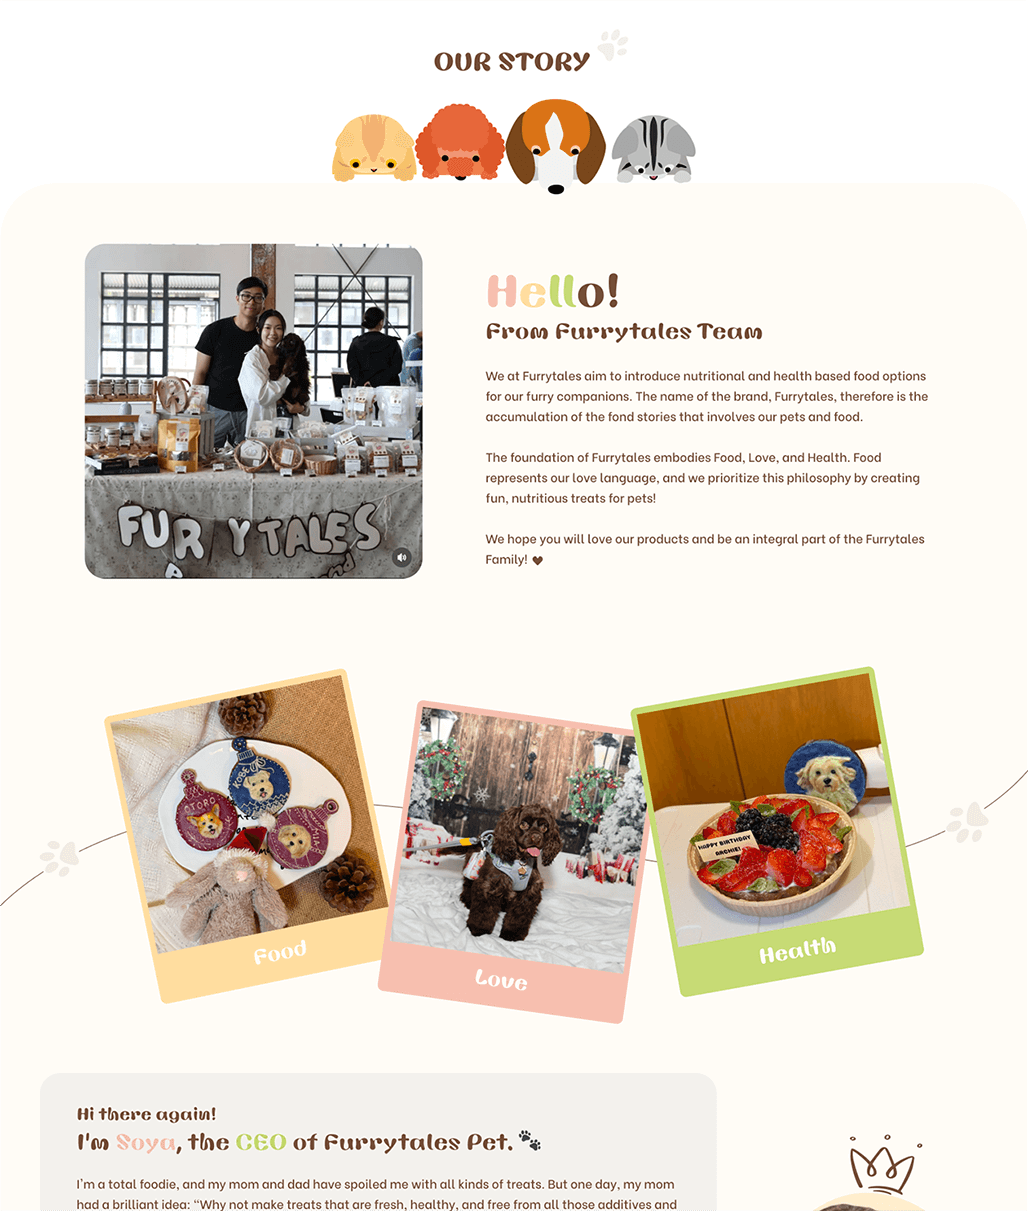 OUR STORY
Hello!
From Furrytales Team
We at Furrytales aim to introduce nutritional and health based food options
for our furry companions. The name of the brand, Furrytales, therefore is the
accumulation of the fond stories that involves our pets and food.
The foundation of Furrytales embodies Food, Love, and Health. Food
represents our love language, and we prioritize this philosophy by creating
fun, nutritious treats for pets!
We hope you will love our products and be an integral part of the Furrytales
Family! ♥
FUR YTALES
KOBE
OTORO
HAPPY BIRTHDAY
ARCHIE!
Food
Love
Health
Hi there again!
I'm Soya, the CEO of Furrytales Pet. 🐾
I'm a total foodie, and my mom and dad have spoiled me with all kinds of treats. But one day, my mom
had a brilliant idea: “Why not make treats that are fresh, healthy, and free from all those additives and